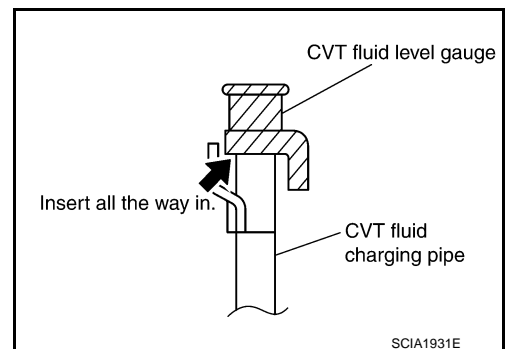 CVT fluid level gauge
Insert all the way in.
CVT fluid
charging pipe
SCIA1931E